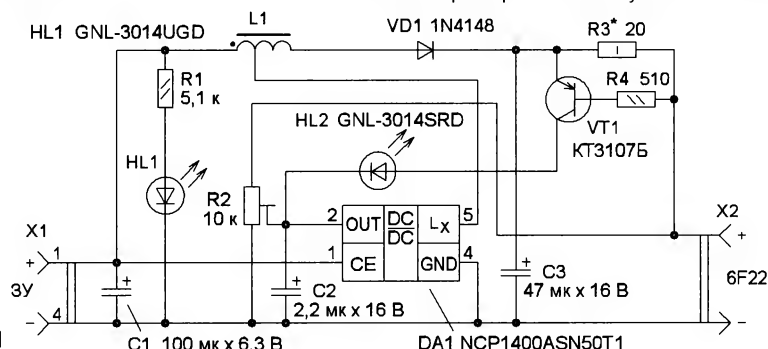 HL1 GNL-3014UGD
L1
VD1 1N4148
R3* 20
R1
5,1 к
R4 510
HL2 GNL-3014SRD
VT1
КТ3107Б
HL1
R2
10 к
X1
X2
2
OUT
DC
DC
LX
5
1
CE
GND
4
+
1
+
ЗУ
+
+
+
C3
47 мк х 16 В
6F22
C2
2,2 мк х 16 В
–
4
–
C1 100 мк х 6,3 В
DA1 NCP1400ASN50T1